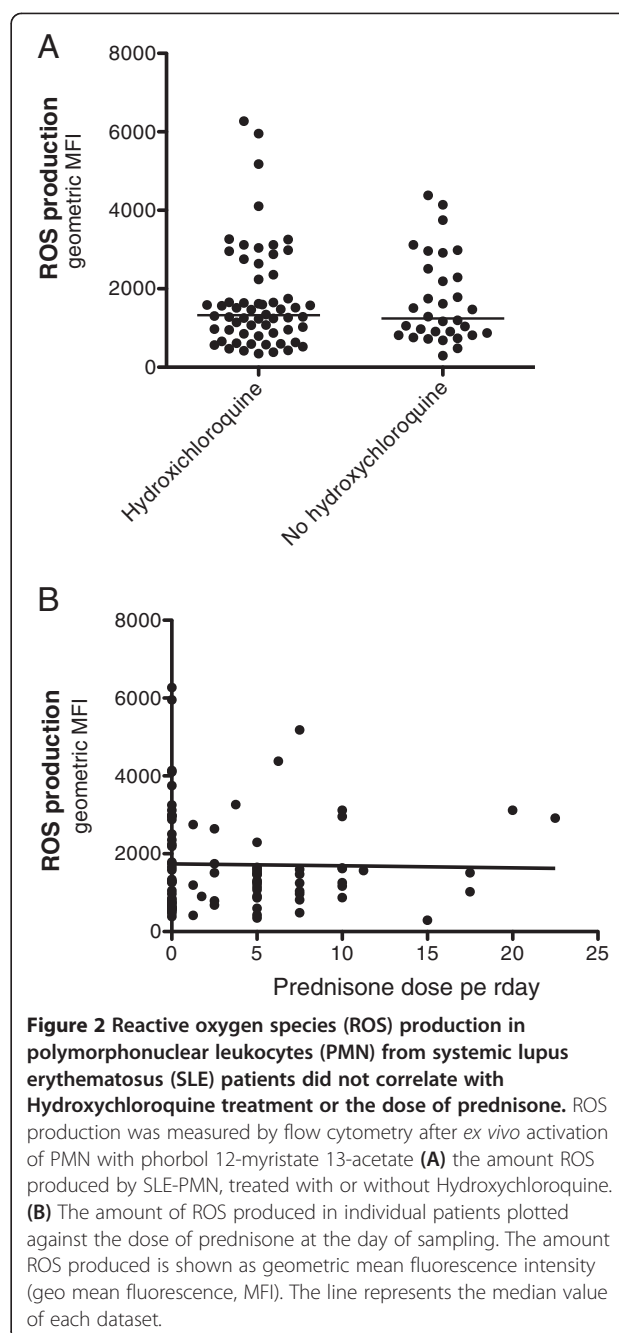 A
8000
6000
4000
2000
0
ROS production
geometric MFI
Hydroxichloroquine
No hydroxychloroquine
B
8000
6000
4000
2000
0
ROS production
geometric MFI
0 5 10 15 20 25
Prednisone dose per rday
Figure 2 Reactive oxygen species (ROS) production in
polymorphonuclear leukocytes (PMN) from systemic lupus
erythematosus (SLE) patients did not correlate with
Hydroxychloroquine treatment or the dose of prednisone. ROS
production was measured by flow cytometry after ex vivo activation
of PMN with phorbol 12-myristate 13-acetate (A) the amount ROS
produced by SLE-PMN, treated with or without Hydroxychloroquine.
(B) The amount of ROS produced in individual patients plotted
against the dose of prednisone at the day of sampling. The amount
ROS produced is shown as geometric mean fluorescence intensity
(geo mean fluorescence, MFI). The line represents the median value
of each dataset.